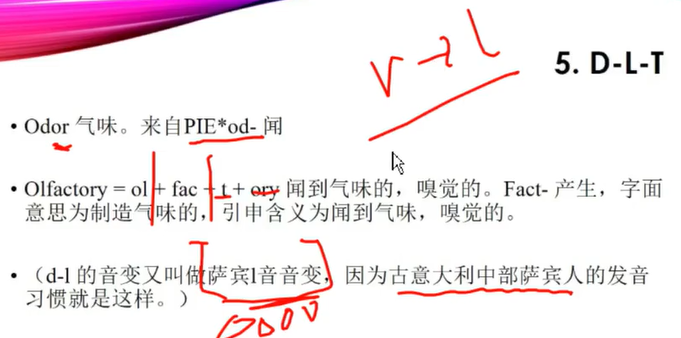 5. D-L-T
• Odor 气味。来自PIE*od- 闻
• Olfactory = ol + fac + t + ory 闻到气味的，嗅觉的。Fact- 产生，字面
意思为制造气味的，引申含义为闻到气味，嗅觉的。
• （d-l 的音变又叫做萨宾l音音变，因为古意大利中部萨宾人的发音
习惯就是这样。）